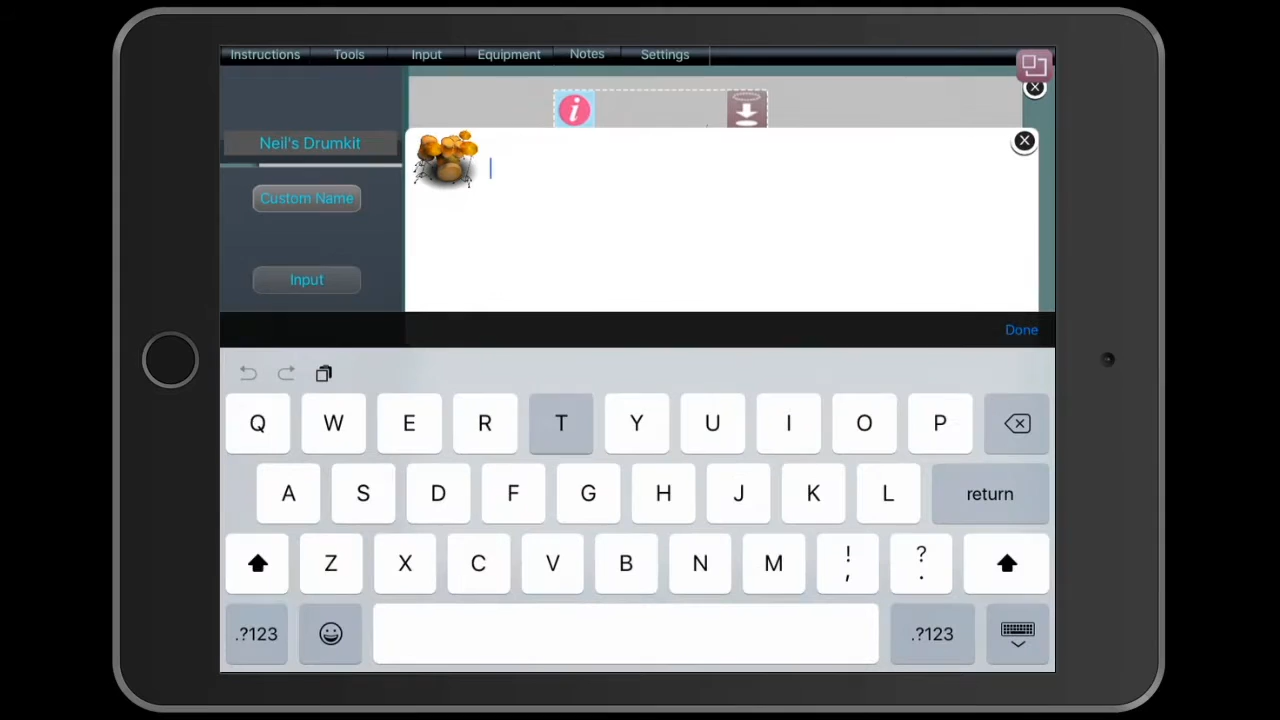 Instructions Tools Input Equipment Notes Settings
i
Neil's Drumkit
Custom Name
Input
Done
Q W E R T Y U I O P
A S D F G H J K L return
Z X C V B N M ! , ? .
.?123 .?123